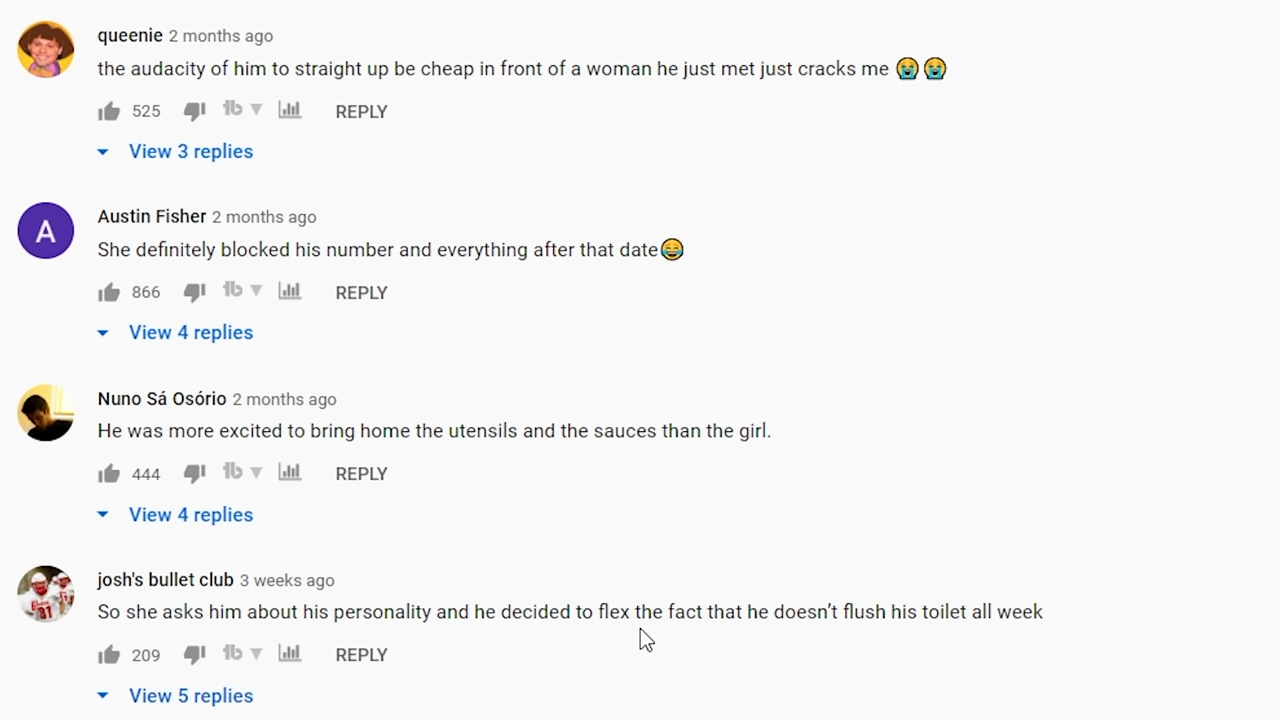 queenie 2 months ago
the audacity of him to straight up be cheap in front of a woman he just met just cracks me 😭😭
525 REPLY
View 3 replies
A
Austin Fisher 2 months ago
She definitely blocked his number and everything after that date😂
866 REPLY
View 4 replies
Nuno Sá Osório 2 months ago
He was more excited to bring home the utensils and the sauces than the girl.
444 REPLY
View 4 replies
josh's bullet club 3 weeks ago
So she asks him about his personality and he decided to flex the fact that he doesn’t flush his toilet all week
209 REPLY
View 5 replies